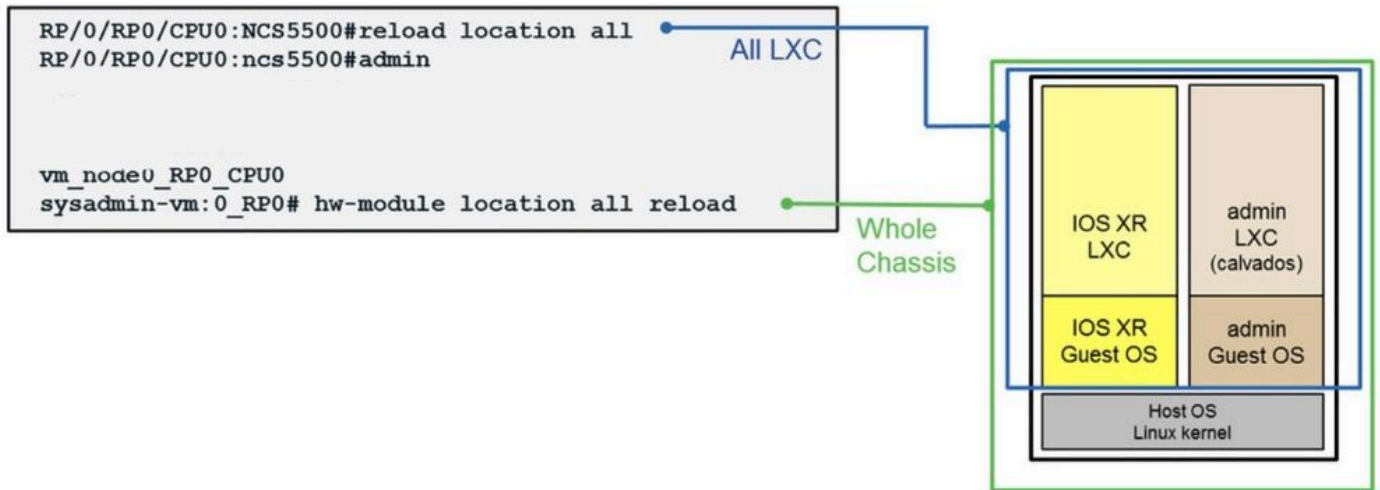 RP/0/RP0/CPU0:NCS5500#reload location all
RP/0/RP0/CPU0:ncs5500#admin
vm_node0_RP0_CPU0
sysadmin-vm:0_RP0# hw-module location all reload
All LXC
Whole
Chassis
IOS XR
LXC
admin
LXC
(calvados)
IOS XR
Guest OS
admin
Guest OS
Host OS
Linux kernel